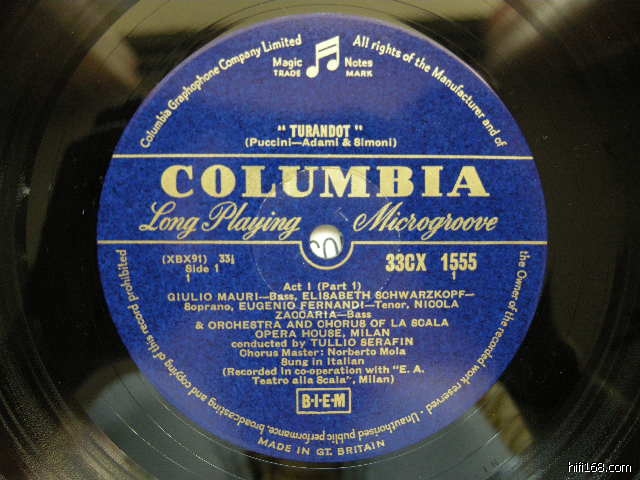 Columbia Graphophone Company Limited
All rights of the Manufacturer and of
the Owner of the recorded work reserved.
Unauthorised public performance, broadcasting and copying of this record prohibited
Magic Notes
TRADE MARK
" TURANDOT "
(Puccini—Adami & Simoni)
COLUMBIA
Long Playing Microgroove
(XBX91) 33⅓
Side 1
1
33CX 1555
1
Act I (Part 1)
GIULIO MAURI—Bass, ELISABETH SCHWARZKOPF—
Soprano, EUGENIO FERNANDI—Tenor, NICOLA
ZACCARIA—Bass
& ORCHESTRA AND CHORUS OF LA SCALA
OPERA HOUSE, MILAN
conducted by TULLIO SERAFIN
Chorus Master: Norberto Mola
Sung in Italian
(Recorded in co-operation with "E. A.
Teatro alla Scala", Milan)
B·I·E·M
MADE IN GT. BRITAIN
hifi168.com